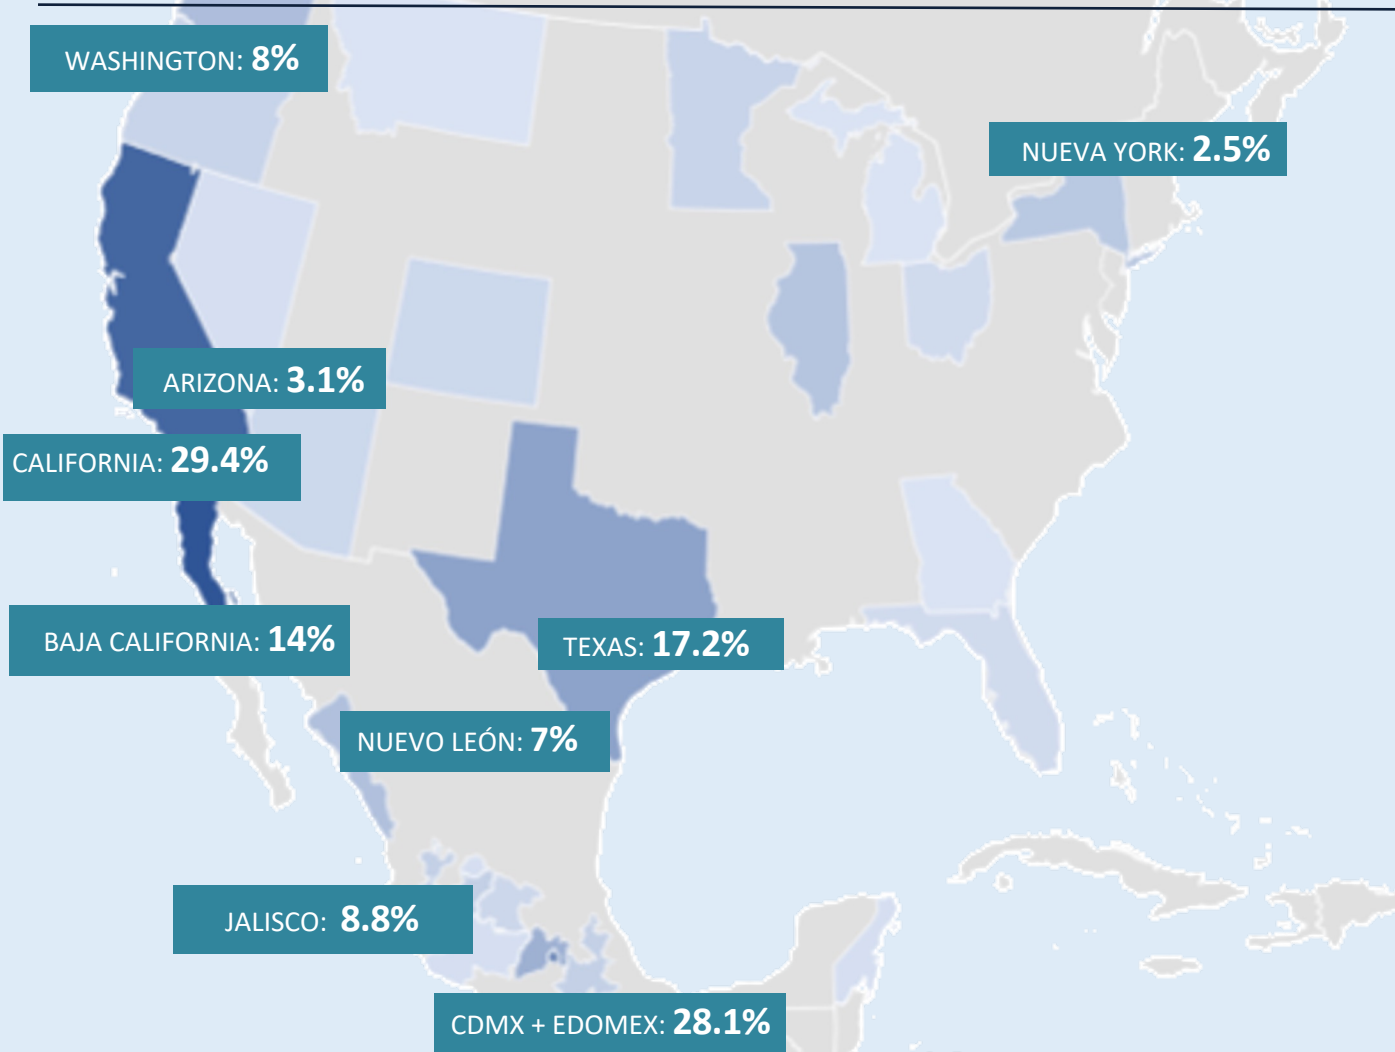 WASHINGTON: 8%
NUEVA YORK: 2.5%
ARIZONA: 3.1%
CALIFORNIA: 29.4%
BAJA CALIFORNIA: 14%
TEXAS: 17.2%
NUEVO LEÓN: 7%
JALISCO: 8.8%
CDMX + EDOMEX: 28.1%